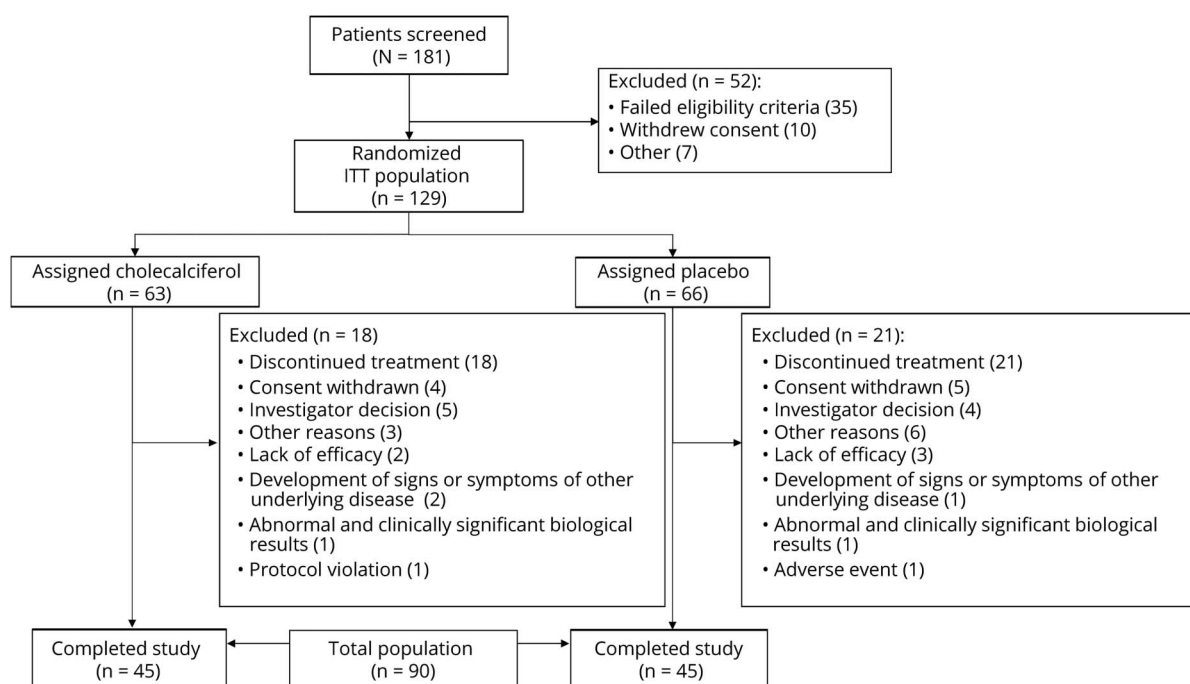 Patients screened
(N = 181)
Excluded (n = 52):
• Failed eligibility criteria (35)
• Withdrew consent (10)
• Other (7)
Randomized
ITT population
(n = 129)
Assigned cholecalciferol
(n = 63)
Assigned placebo
(n = 66)
Excluded (n = 18)
• Discontinued treatment (18)
• Consent withdrawn (4)
• Investigator decision (5)
• Other reasons (3)
• Lack of efficacy (2)
• Development of signs or symptoms of other
underlying disease (2)
• Abnormal and clinically significant biological
results (1)
• Protocol violation (1)
Excluded (n = 21):
• Discontinued treatment (21)
• Consent withdrawn (5)
• Investigator decision (4)
• Other reasons (6)
• Lack of efficacy (3)
• Development of signs or symptoms of other
underlying disease (1)
• Abnormal and clinically significant biological
results (1)
• Adverse event (1)
Completed study
(n = 45)
Total population
(n = 90)
Completed study
(n = 45)